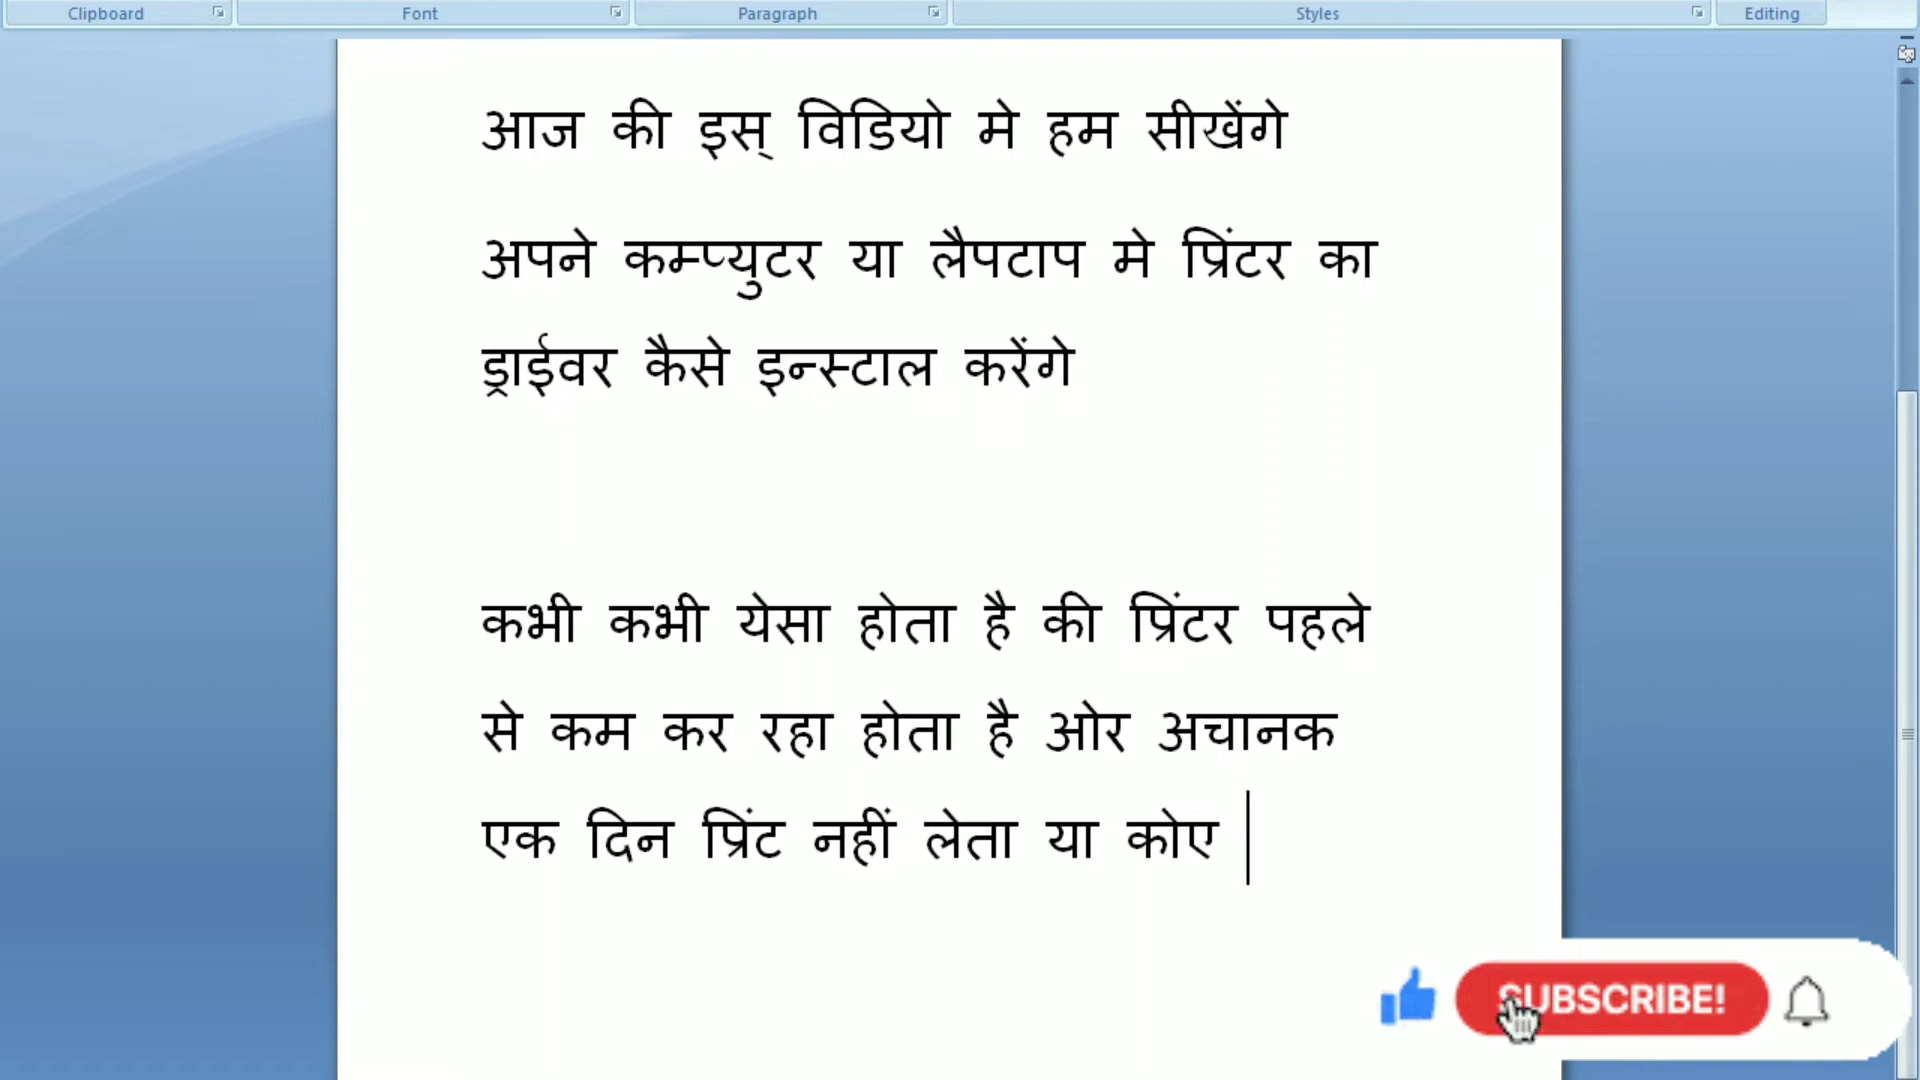 Clipboard Font Paragraph Styles Editing
आज की इस् विडियो मे हम सीखेंगे
अपने कम्प्युटर या लैपटाप मे प्रिंटर का
ड्राईवर कैसे इन्स्टाल करेंगे
कभी कभी येसा होता है की प्रिंटर पहले
से कम कर रहा होता है ओर अचानक
एक दिन प्रिंट नहीं लेता या कोए
SUBSCRIBE!